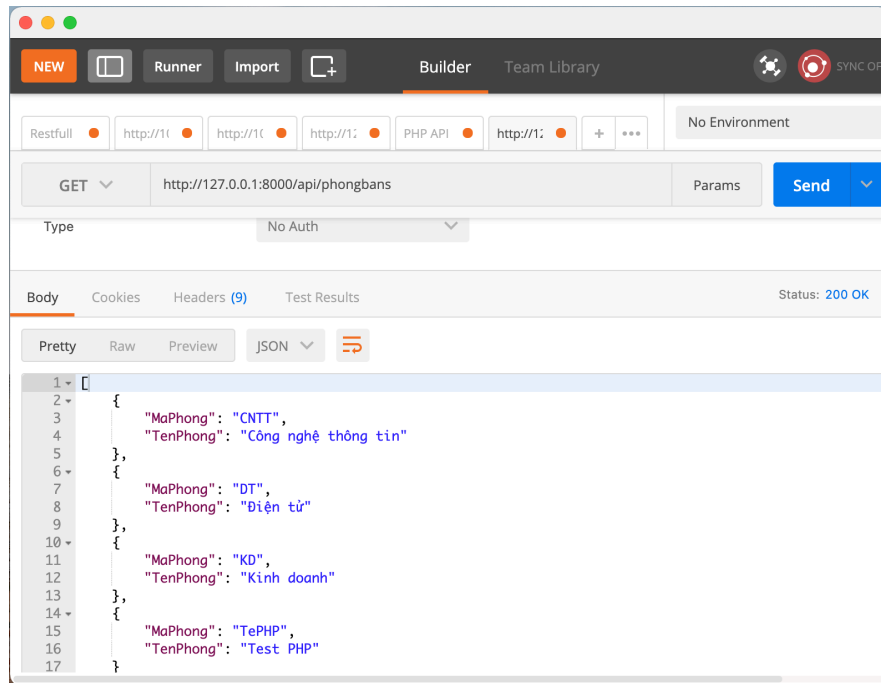 NEW Runner Import Builder Team Library SYNC OF
Restfull http://1( http://1( http://12 PHP API http://12 + ••• No Environment
GET http://127.0.0.1:8000/api/phongbans Params Send
Type No Auth
Body Cookies Headers (9) Test Results Status: 200 OK
Pretty Raw Preview JSON
1 [
2 {
3 "MaPhong": "CNTT",
4 "TenPhong": "Công nghệ thông tin"
5 },
6 {
7 "MaPhong": "DT",
8 "TenPhong": "Điện tử"
9 },
10 {
11 "MaPhong": "KD",
12 "TenPhong": "Kinh doanh"
13 },
14 {
15 "MaPhong": "TePHP",
16 "TenPhong": "Test PHP"
17 }